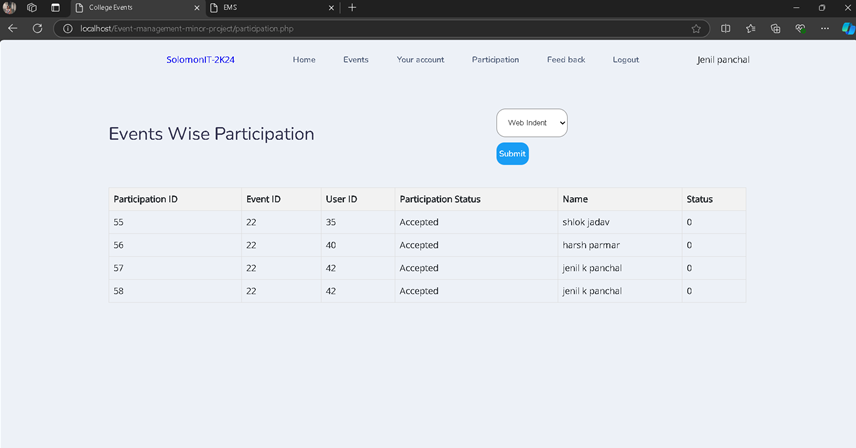 College Events EMS
localhost/Event-management-minor-project/participation.php
SolomonIT-2K24 Home Events Your account Participation Feed back Logout Jenil panchal
Events Wise Participation
Web Indent
Submit
Participation ID Event ID User ID Participation Status Name Status
55 22 35 Accepted shlok jadav 0
56 22 40 Accepted harsh parmar 0
57 22 42 Accepted jenil k panchal 0
58 22 42 Accepted jenil k panchal 0